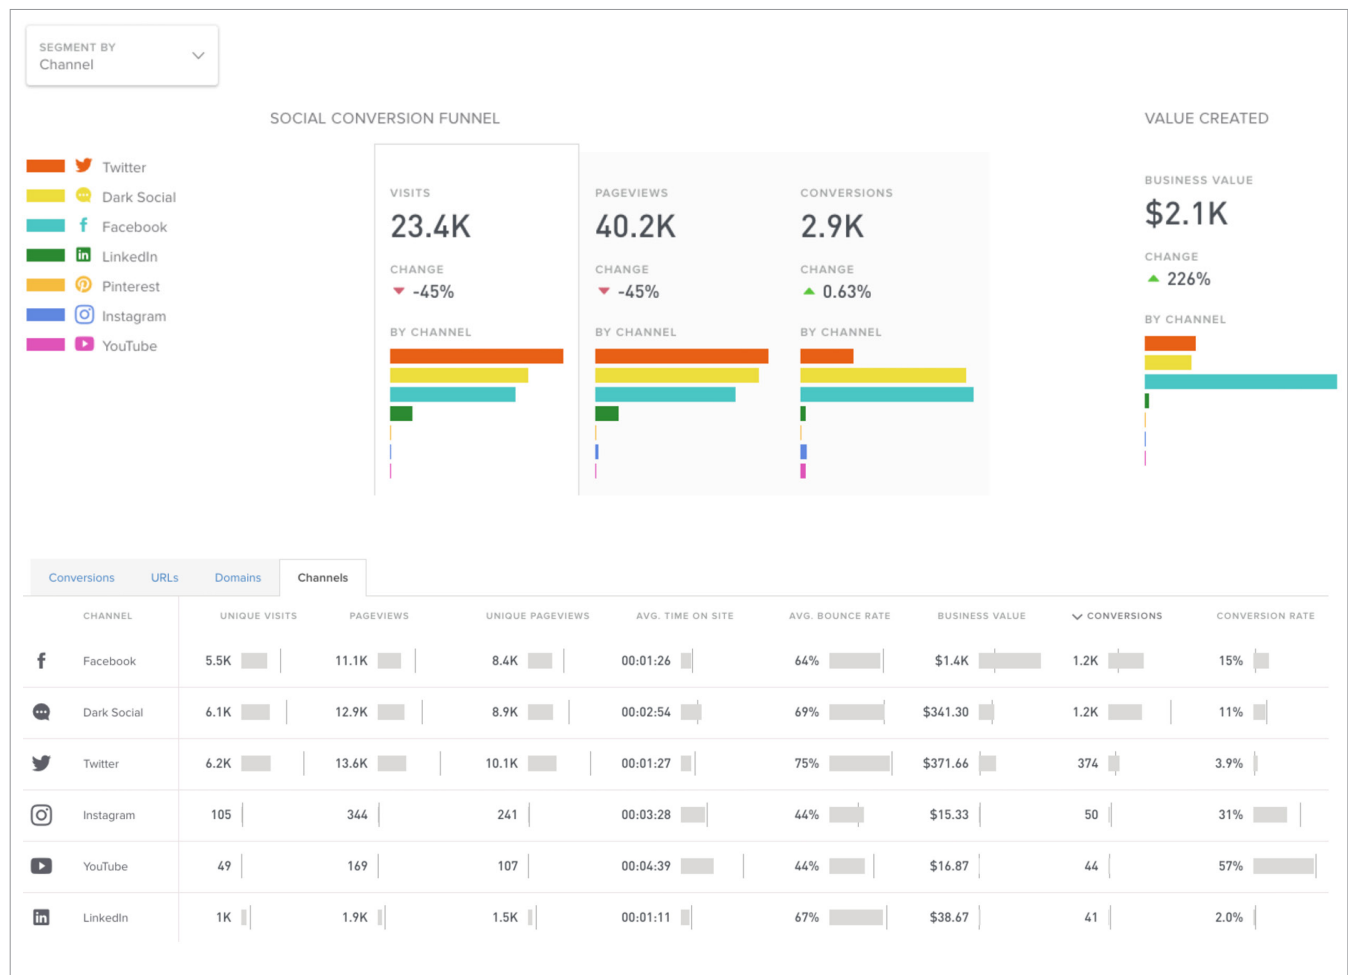 SEGMENT BY
Channel
SOCIAL CONVERSION FUNNEL
VALUE CREATED
Twitter
Dark Social
Facebook
LinkedIn
Pinterest
Instagram
YouTube
VISITS PAGEVIEWS CONVERSIONS
23.4K 40.2K 2.9K
CHANGE CHANGE CHANGE
-45% -45% 0.63%
BY CHANNEL BY CHANNEL BY CHANNEL
BUSINESS VALUE
$2.1K
CHANGE
226%
BY CHANNEL
Conversions URLs Domains Channels
CHANNEL UNIQUE VISITS PAGEVIEWS UNIQUE PAGEVIEWS AVG. TIME ON SITE AVG. BOUNCE RATE BUSINESS VALUE CONVERSIONS CONVERSION RATE
Facebook 5.5K 11.1K 8.4K 00:01:26 64% $1.4K 1.2K 15%
Dark Social 6.1K 12.9K 8.9K 00:02:54 69% $341.30 1.2K 11%
Twitter 6.2K 13.6K 10.1K 00:01:27 75% $371.66 374 3.9%
Instagram 105 344 241 00:03:28 44% $15.33 50 31%
YouTube 49 169 107 00:04:39 44% $16.87 44 57%
LinkedIn 1K 1.9K 1.5K 00:01:11 67% $38.67 41 2.0%